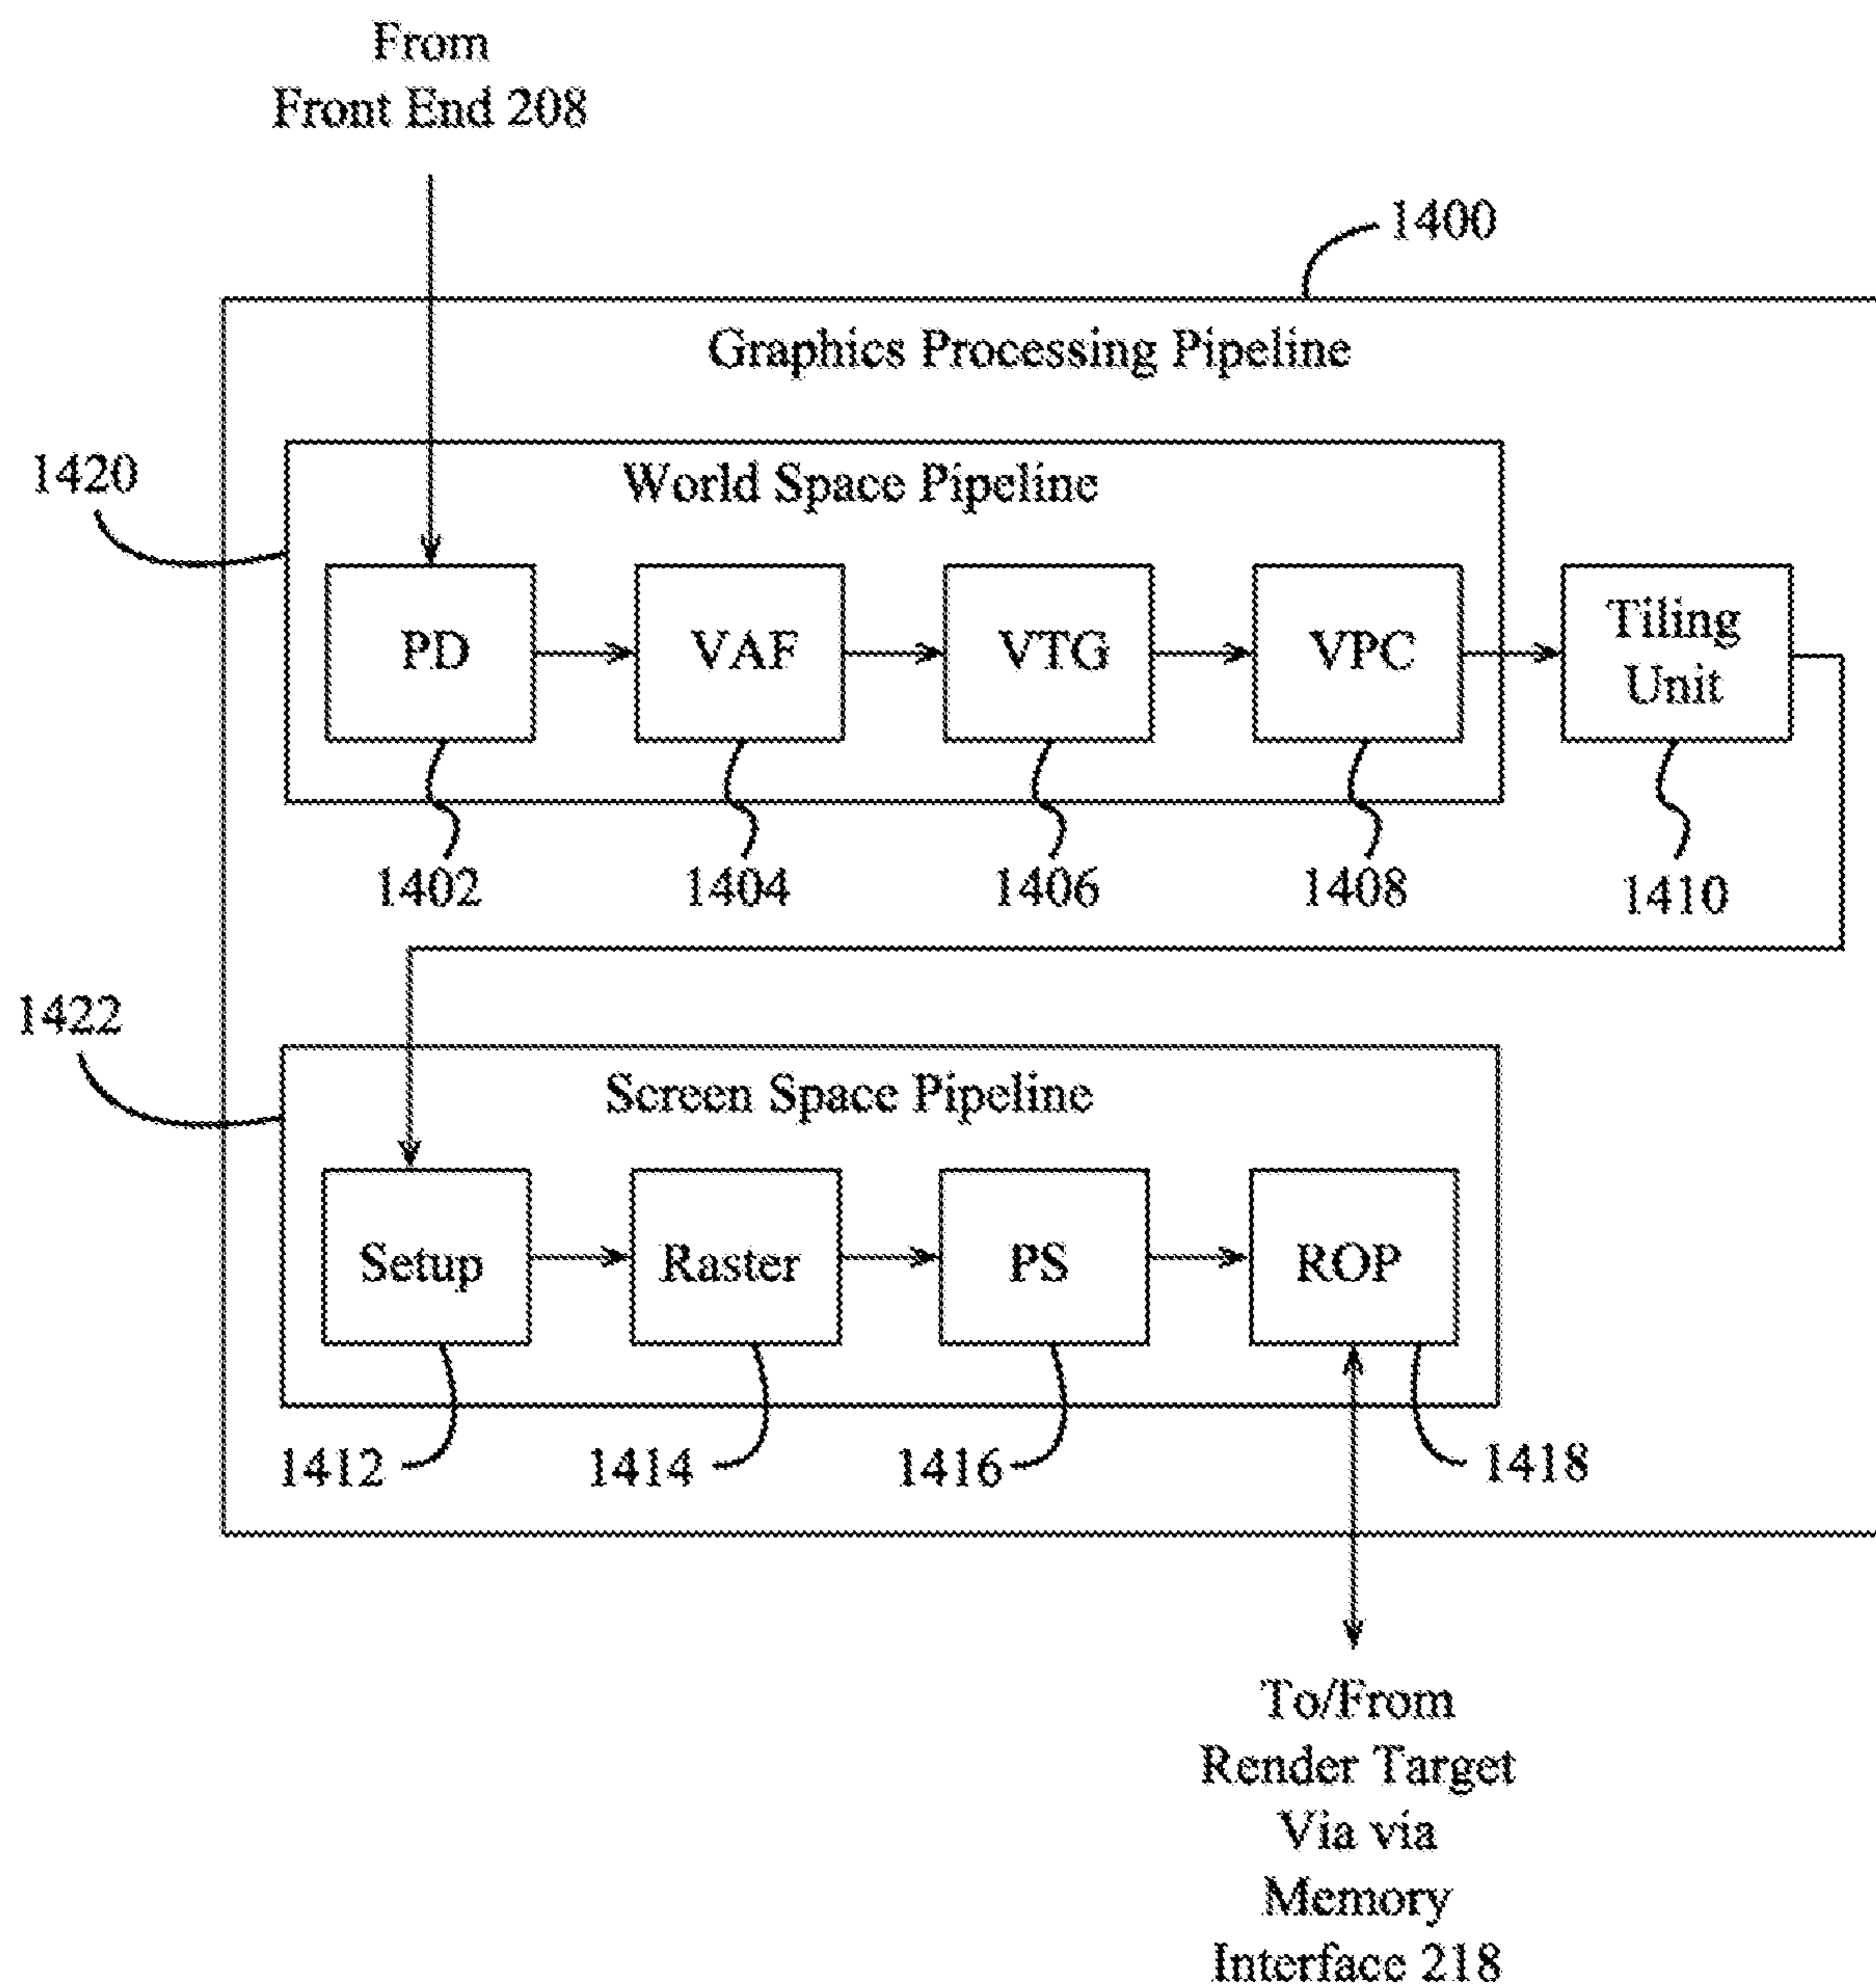 From
Front End 208
1400
Graphics Processing Pipeline
1420
World Space Pipeline
PD
VAF
VTG
VPC
Tiling
Unit
1402
1404
1406
1408
1410
1422
Screen Space Pipeline
Setup
Raster
PS
ROP
1412
1414
1416
1418
To/From
Render Target
Via via
Memory
Interface 218